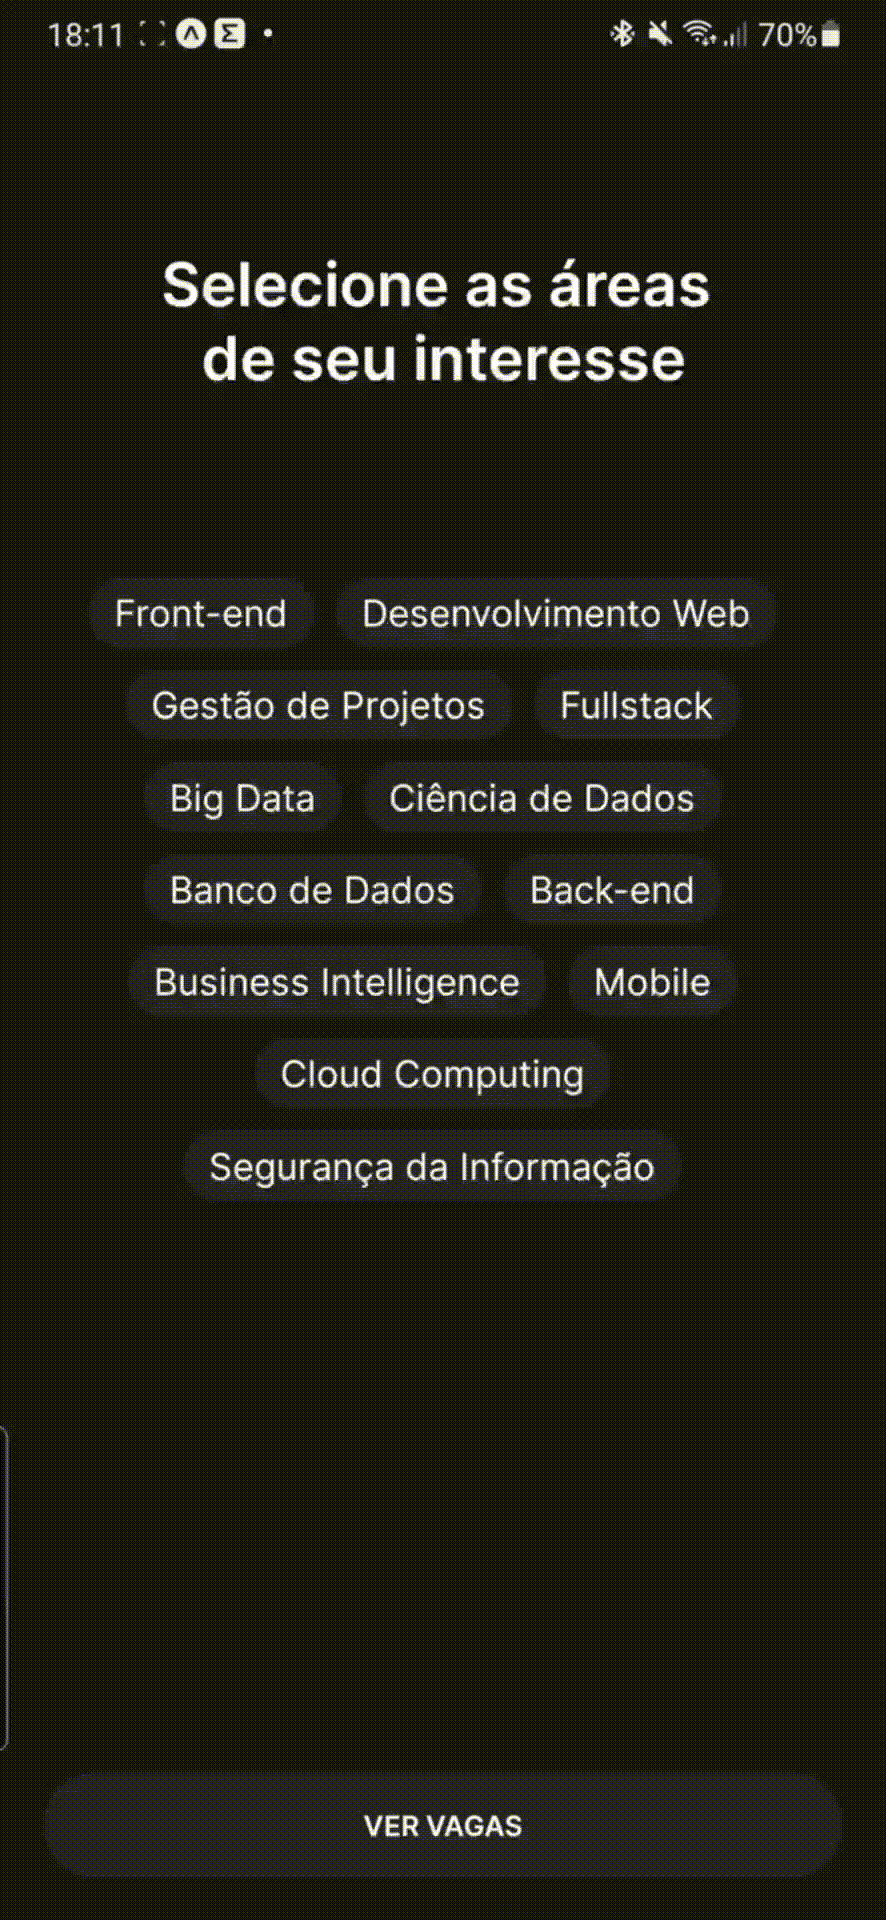 18:11 70%
Selecione as áreas
de seu interesse
Front-end Desenvolvimento Web
Gestão de Projetos Fullstack
Big Data Ciência de Dados
Banco de Dados Back-end
Business Intelligence Mobile
Cloud Computing
Segurança da Informação
VER VAGAS